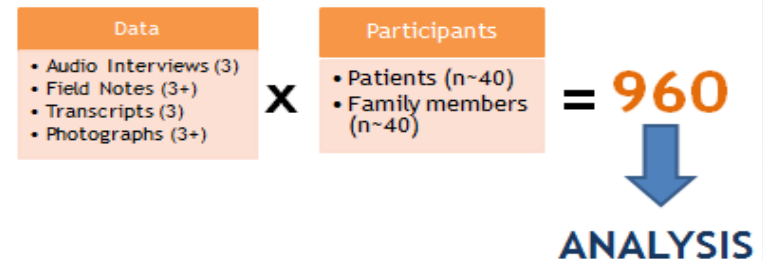 Data
• Audio Interviews (3)
• Field Notes (3+)
• Transcripts (3)
• Photographs (3+)
X
Participants
• Patients (n~40)
• Family members
(n~40)
= 960
ANALYSIS